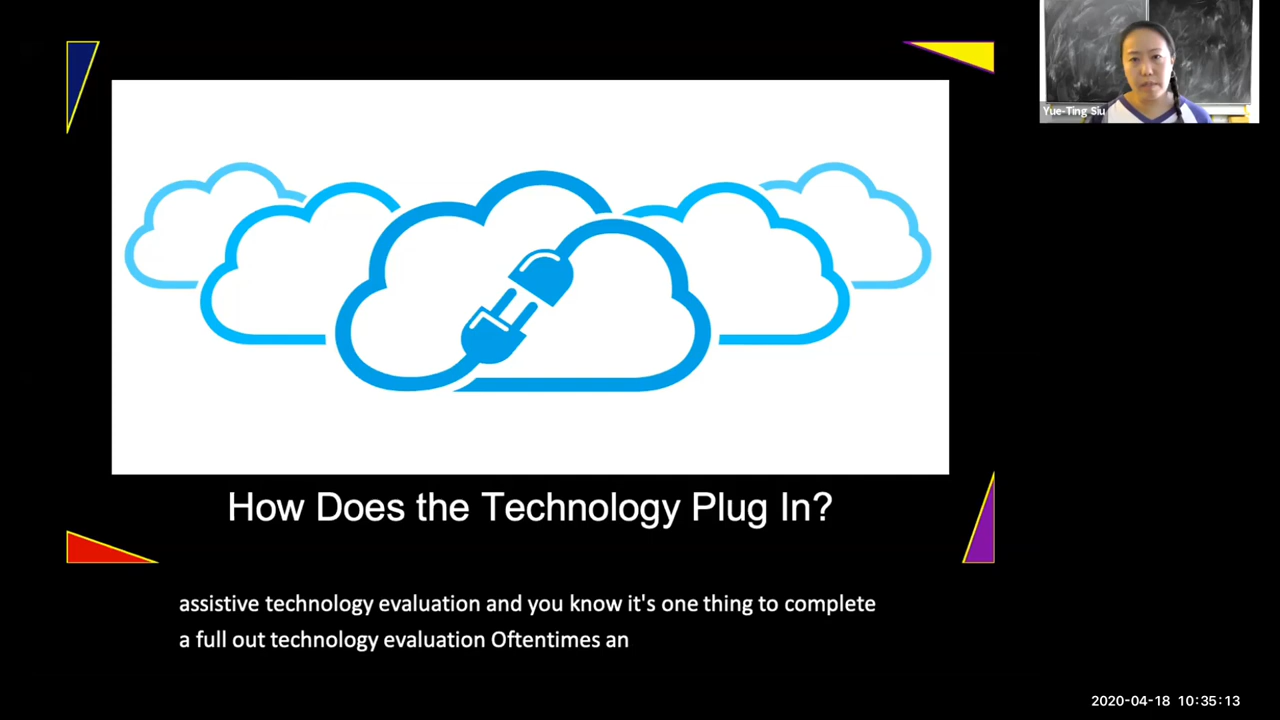 Yue-Ting Siu
How Does the Technology Plug In?
assistive technology evaluation and you know it's one thing to complete
a full out technology evaluation Oftentimes an
2020-04-18 10:35:13